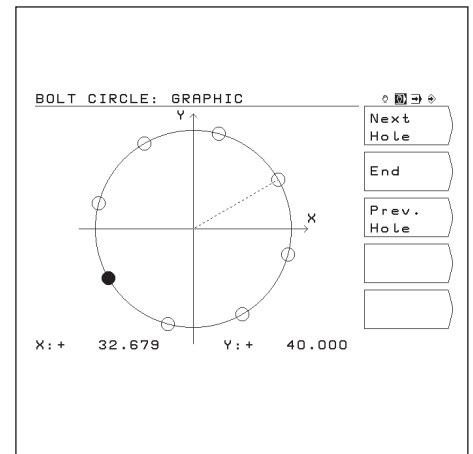 BOLT CIRCLE: GRAPHIC
Y
X
X:+ 32.679 Y:+ 40.000
Next
Hole
End
Prev.
Hole